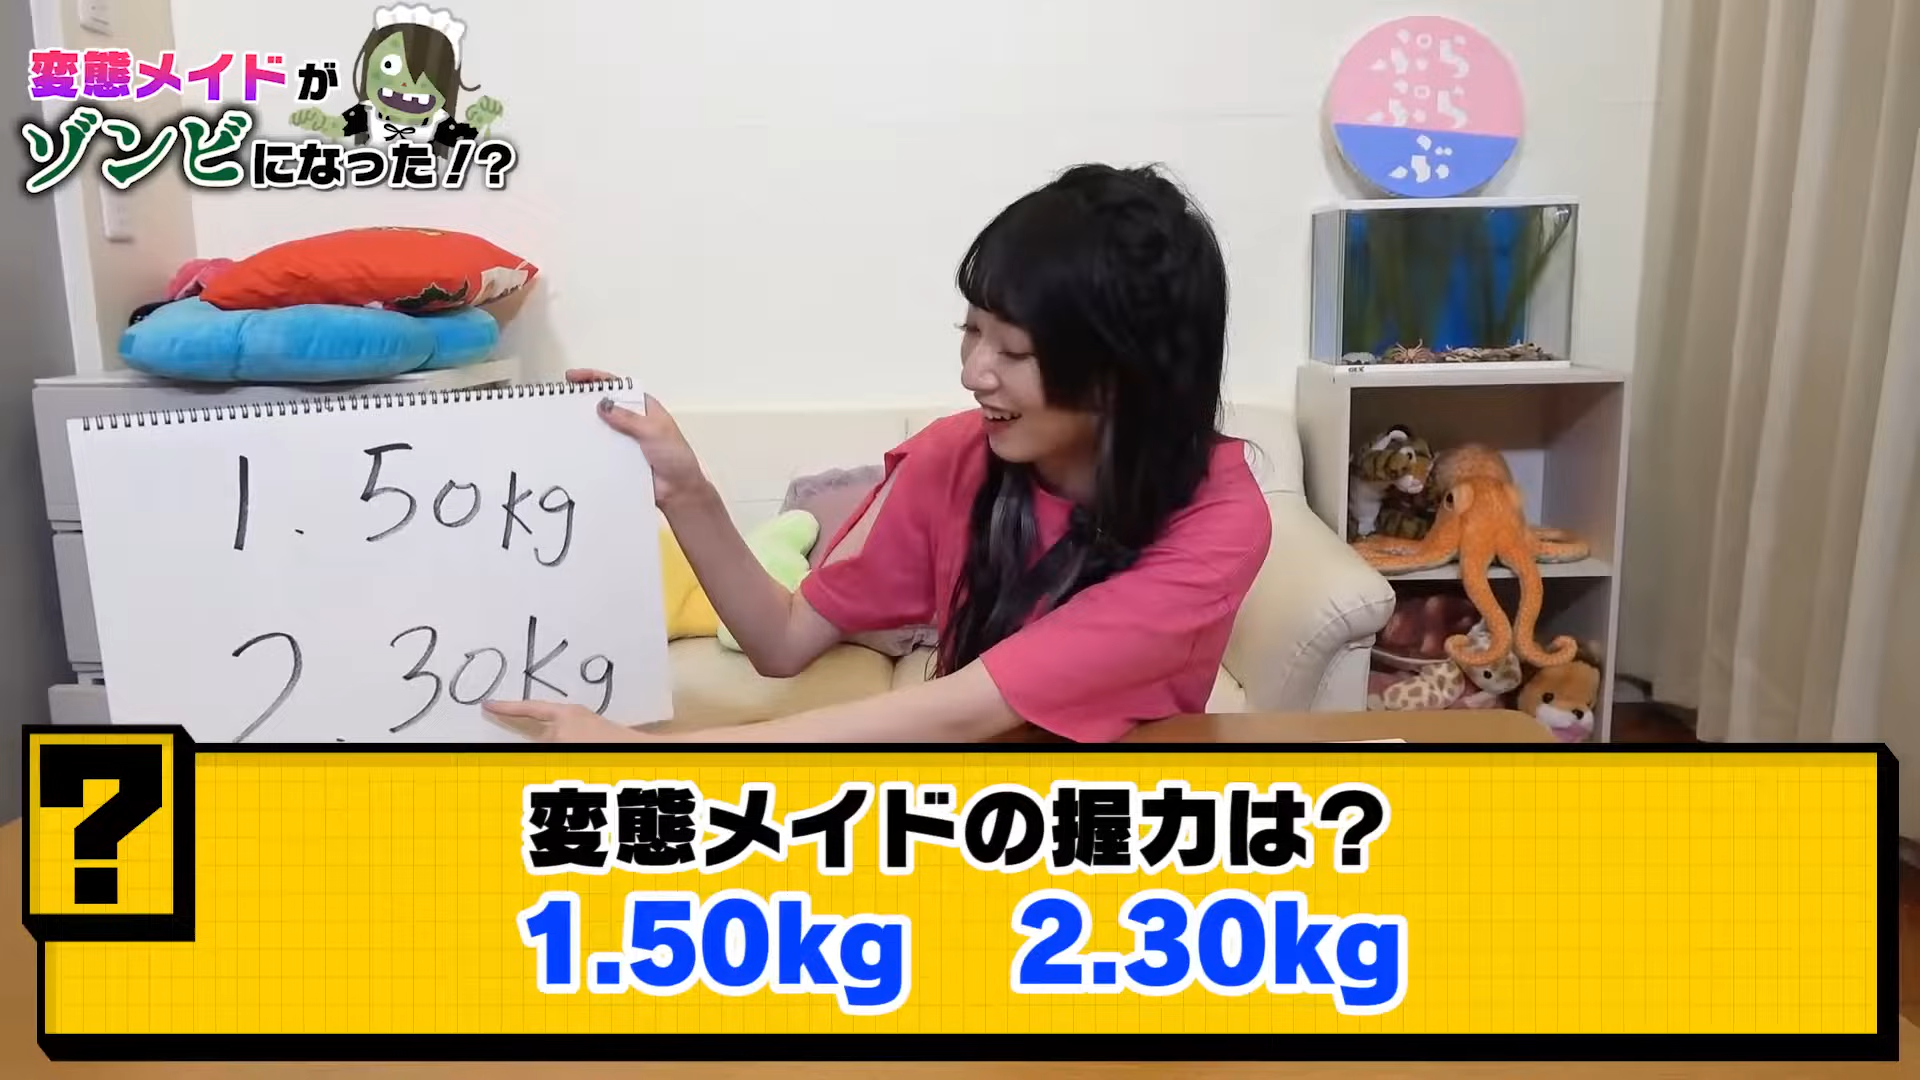 変態メイドが
ゾンビになった!?
ぷらぷらぶ
1. 50kg
2. 30kg
?
変態メイドの握力は?
1.50kg 2.30kg